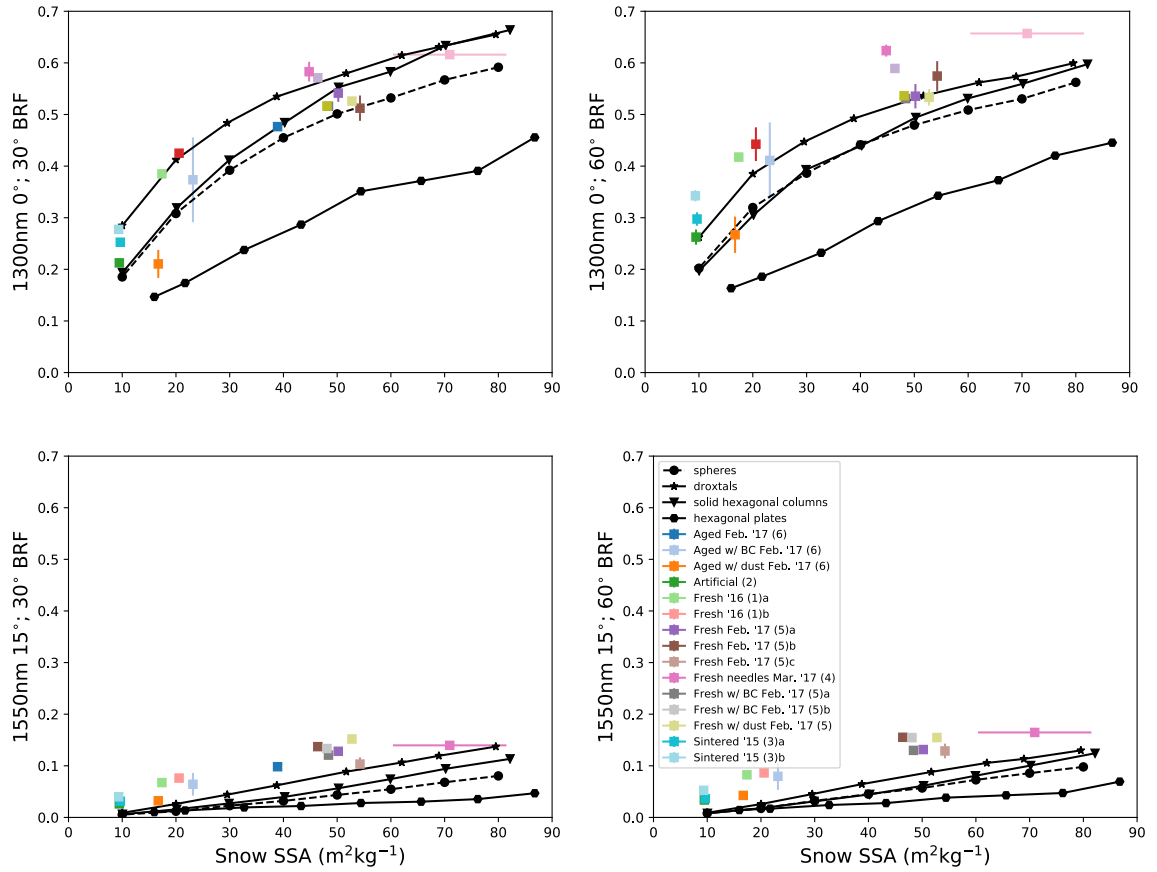 0.7
0.6
0.5
0.4
0.3
0.2
0.1
0.0
1300nm 0°; 30° BRF
0 10 20 30 40 50 60 70 80 90
0.7
0.6
0.5
0.4
0.3
0.2
0.1
0.0
1300nm 0°; 60° BRF
0 10 20 30 40 50 60 70 80 90
0.7
0.6
0.5
0.4
0.3
0.2
0.1
0.0
1550nm 15°; 30° BRF
0 10 20 30 40 50 60 70 80 90
Snow SSA (m²kg⁻¹)
0.7
0.6
0.5
0.4
0.3
0.2
0.1
0.0
1550nm 15°; 60° BRF
spheres
droxtals
solid hexagonal columns
hexagonal plates
Aged Feb. '17 (6)
Aged w/ BC Feb. '17 (6)
Aged w/ dust Feb. '17 (6)
Artificial (2)
Fresh '16 (1)a
Fresh '16 (1)b
Fresh Feb. '17 (5)a
Fresh Feb. '17 (5)b
Fresh Feb. '17 (5)c
Fresh needles Mar. '17 (4)
Fresh w/ BC Feb. '17 (5)a
Fresh w/ BC Feb. '17 (5)b
Fresh w/ dust Feb. '17 (5)
Sintered '15 (3)a
Sintered '15 (3)b
0 10 20 30 40 50 60 70 80 90
Snow SSA (m²kg⁻¹)